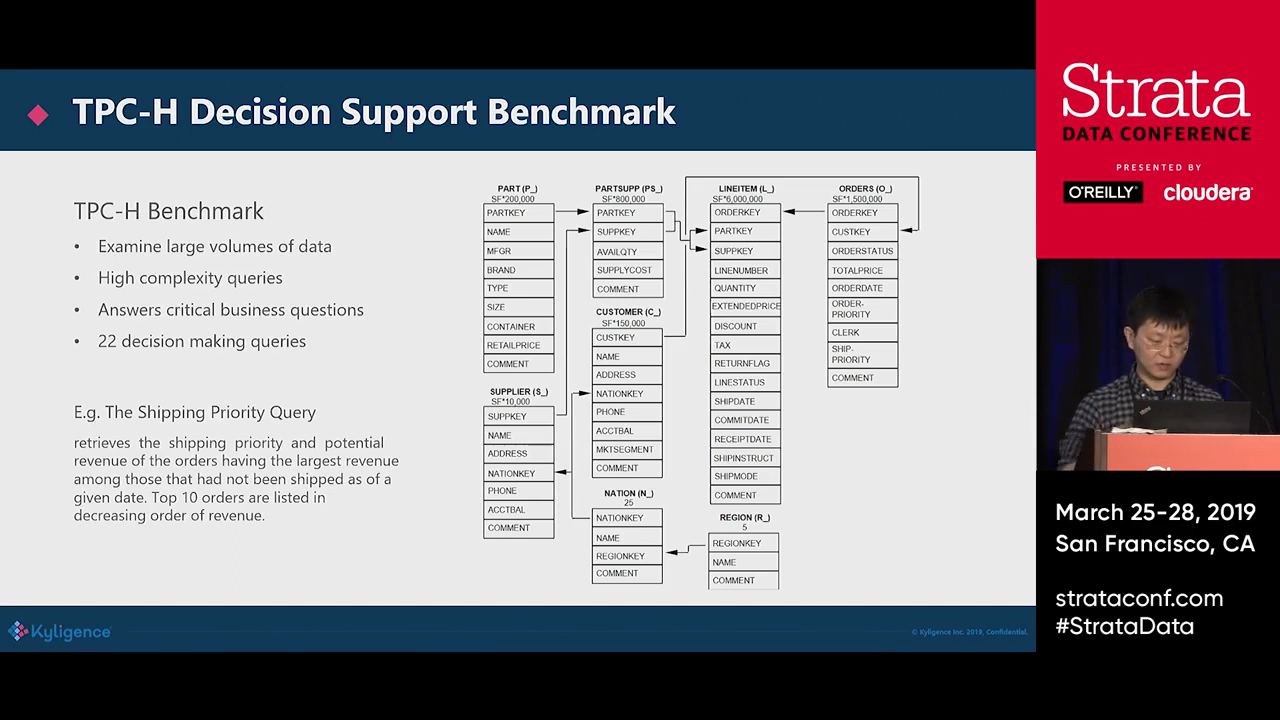 TPC-H Decision Support Benchmark
TPC-H Benchmark
• Examine large volumes of data
• High complexity queries
• Answers critical business questions
• 22 decision making queries
E.g. The Shipping Priority Query
retrieves the shipping priority and potential
revenue of the orders having the largest revenue
among those that had not been shipped as of a
given date. Top 10 orders are listed in
decreasing order of revenue.
PART (P_)
SF*200,000
PARTKEY
NAME
MFGR
BRAND
TYPE
SIZE
CONTAINER
RETAILPRICE
COMMENT
SUPPLIER (S_)
SF*10,000
SUPPKEY
NAME
ADDRESS
NATIONKEY
PHONE
ACCTBAL
COMMENT
PARTSUPP (PS_)
SF*800,000
PARTKEY
SUPPKEY
AVAILQTY
SUPPLYCOST
COMMENT
CUSTOMER (C_)
SF*150,000
CUSTKEY
NAME
ADDRESS
NATIONKEY
PHONE
ACCTBAL
MKTSEGMENT
COMMENT
NATION (N_)
25
NATIONKEY
NAME
REGIONKEY
COMMENT
LINEITEM (L_)
SF*6,000,000
ORDERKEY
PARTKEY
SUPPKEY
LINENUMBER
QUANTITY
EXTENDEDPRICE
DISCOUNT
TAX
RETURNFLAG
LINESTATUS
SHIPDATE
COMMITDATE
RECEIPTDATE
SHIPINSTRUCT
SHIPMODE
COMMENT
REGION (R_)
5
REGIONKEY
NAME
COMMENT
ORDERS (O_)
SF*1,500,000
ORDERKEY
CUSTKEY
ORDERSTATUS
TOTALPRICE
ORDERDATE
ORDER-
PRIORITY
CLERK
SHIP-
PRIORITY
COMMENT
Kyligence
© Kyligence Inc. 2019, Confidential.
Strata
DATA CONFERENCE
PRESENTED BY
O'REILLY
cloudera
March 25-28, 2019
San Francisco, CA
strataconf.com
#StrataData